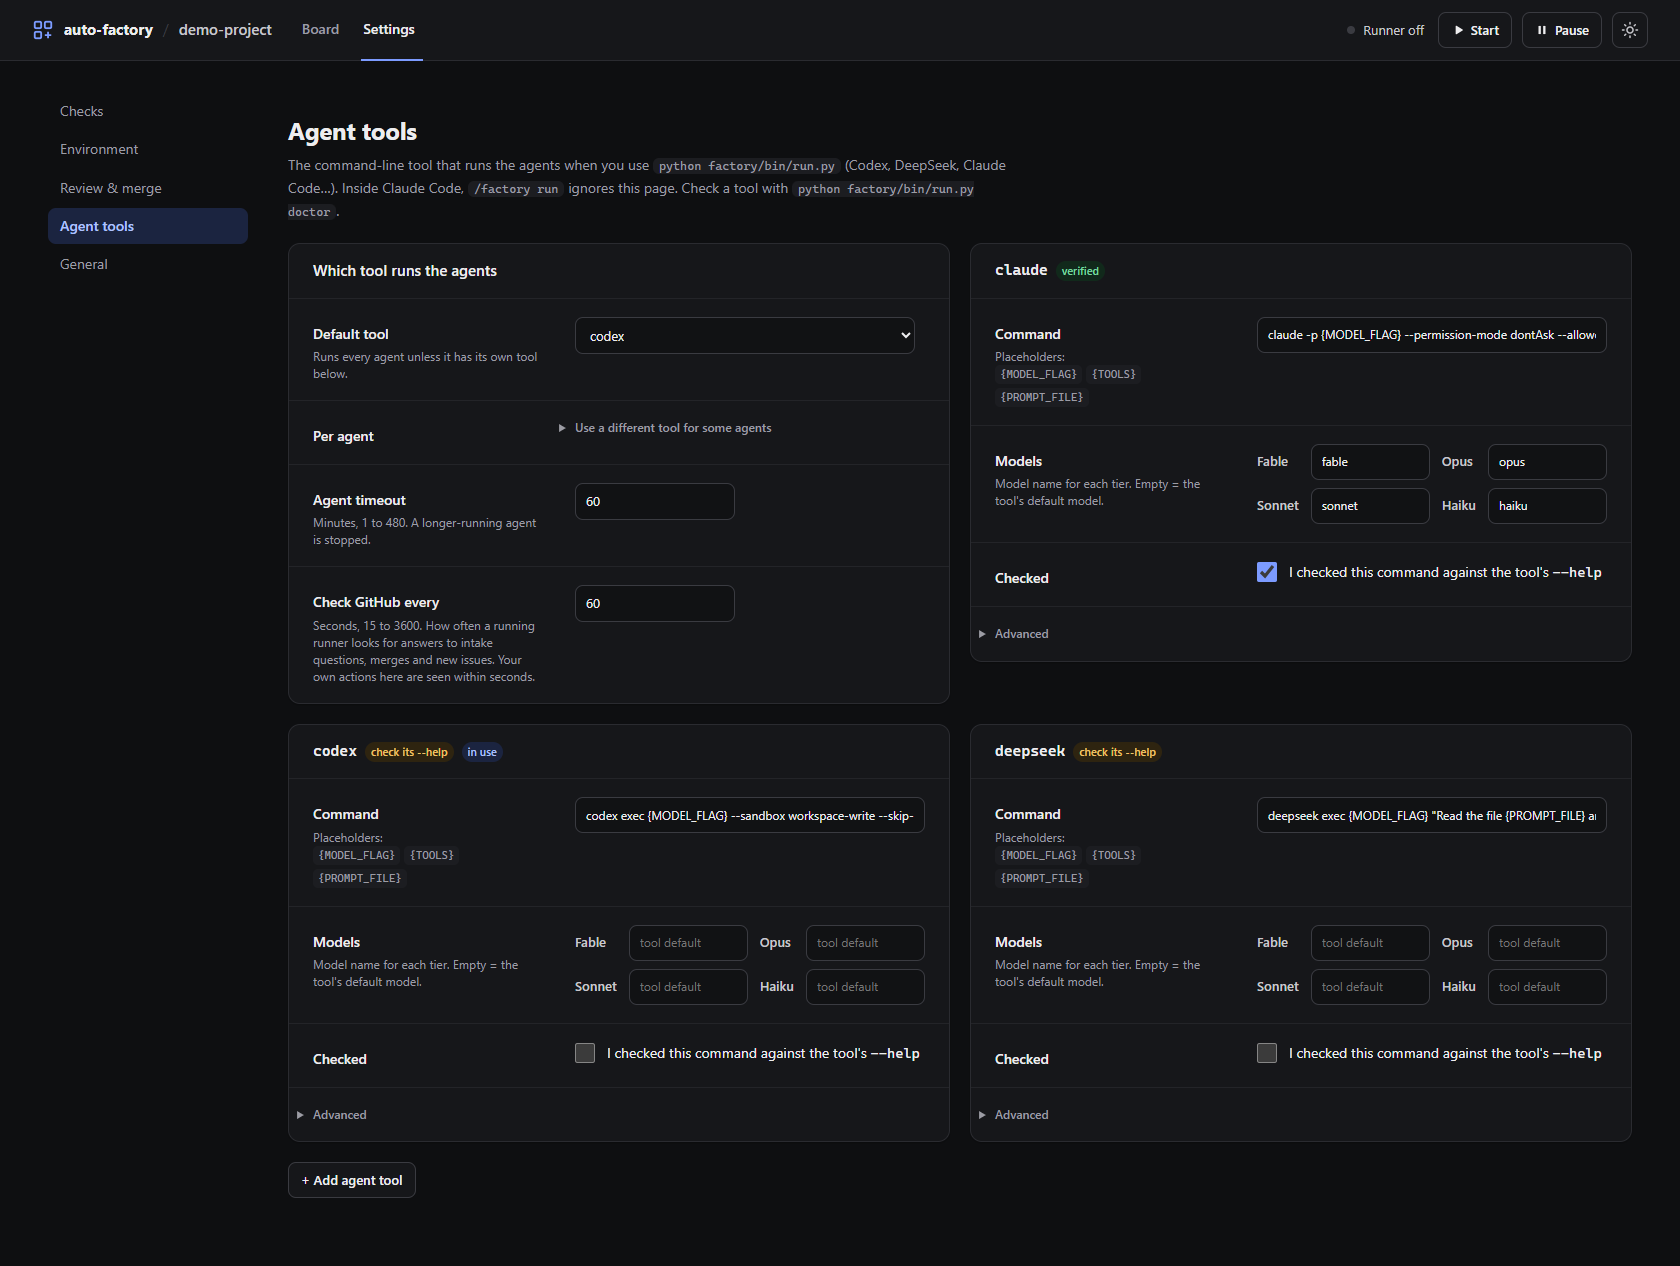 auto-factory / demo-project Board Settings Runner off Start Pause
Checks
Environment
Review & merge
Agent tools
General
Agent tools
The command-line tool that runs the agents when you use python factory/bin/run.py (Codex, DeepSeek, Claude
Code...). Inside Claude Code, /factory run ignores this page. Check a tool with python factory/bin/run.py
doctor.
Which tool runs the agents
Default tool
codex
Runs every agent unless it has its own tool
below.
Per agent
Use a different tool for some agents
Agent timeout
60
Minutes, 1 to 480. A longer-running agent
is stopped.
Check GitHub every
60
Seconds, 15 to 3600. How often a running
runner looks for answers to intake
questions, merges and new issues. Your
own actions here are seen within seconds.
claude verified
Command
claude -p {MODEL_FLAG} --permission-mode dontAsk --allow
Placeholders:
{MODEL_FLAG} {TOOLS}
{PROMPT_FILE}
Models
Model name for each tier. Empty = the
tool's default model.
Fable fable Opus opus
Sonnet sonnet Haiku haiku
Checked
I checked this command against the tool's --help
Advanced
codex check its --help in use
Command
codex exec {MODEL_FLAG} --sandbox workspace-write --skip-
Placeholders:
{MODEL_FLAG} {TOOLS}
{PROMPT_FILE}
Models
Model name for each tier. Empty = the
tool's default model.
Fable tool default Opus tool default
Sonnet tool default Haiku tool default
Checked
I checked this command against the tool's --help
Advanced
deepseek check its --help
Command
deepseek exec {MODEL_FLAG} "Read the file {PROMPT_FILE} a
Placeholders:
{MODEL_FLAG} {TOOLS}
{PROMPT_FILE}
Models
Model name for each tier. Empty = the
tool's default model.
Fable tool default Opus tool default
Sonnet tool default Haiku tool default
Checked
I checked this command against the tool's --help
Advanced
+ Add agent tool